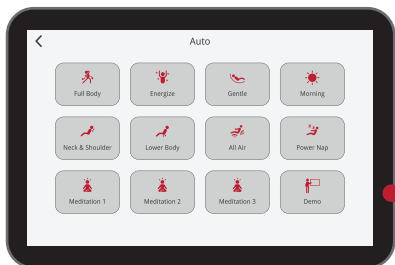 Auto
Full Body
Energize
Gentle
Morning
Neck & Shoulder
Lower Body
All Air
Power Nap
Meditation 1
Meditation 2
Meditation 3
Demo